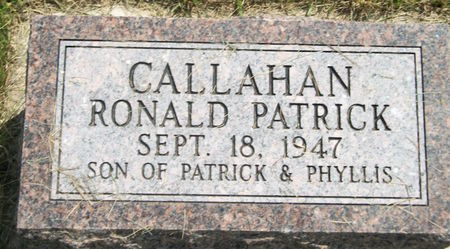 CALLAHAN
RONALD PATRICK
SEPT. 18, 1947
SON OF PATRICK & PHYLLIS